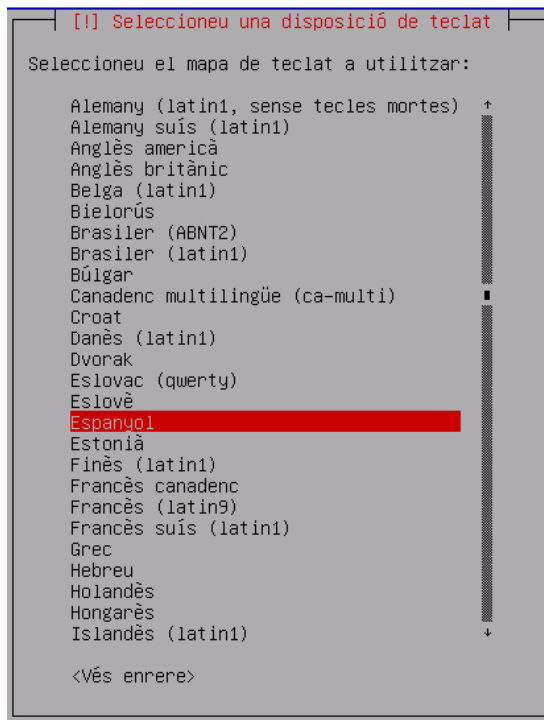 [!] Seleccioneu una disposició de teclat
Seleccioneu el mapa de teclat a utilitzar:
Alemany (latin1, sense tecles mortes)
Alemany suís (latin1)
Anglès americà
Anglès britànic
Belga (latin1)
Bielorús
Brasiler (ABNT2)
Brasiler (latin1)
Búlgar
Canadenc multilingüe (ca-multi)
Croat
Danès (latin1)
Dvorak
Eslovac (qwerty)
Eslovè
Espanyol
Estonià
Finès (latin1)
Francès canadenc
Francès (latin9)
Francès suís (latin1)
Grec
Hebreu
Holandès
Hongarès
Islandès (latin1)
<Vés enrere>